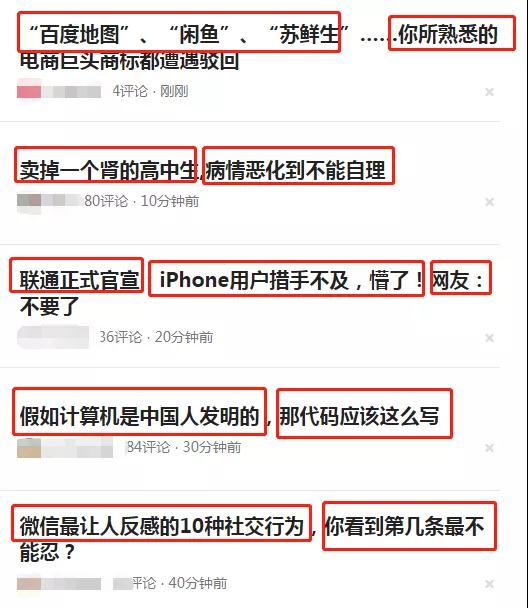 “百度地图”、“闲鱼”、“苏鲜生”……你所熟悉的
电商巨头商标都遭遇驳回
4评论 · 刚刚
卖掉一个肾的高中生,病情恶化到不能自理
80评论 · 10分钟前
联通正式官宣 iPhone用户措手不及，懵了！网友：
不要了
36评论 · 20分钟前
假如计算机是中国人发明的，那代码应该这么写
84评论 · 30分钟前
微信最让人反感的10种社交行为，你看到第几条最不
能忍？
评论 · 40分钟前